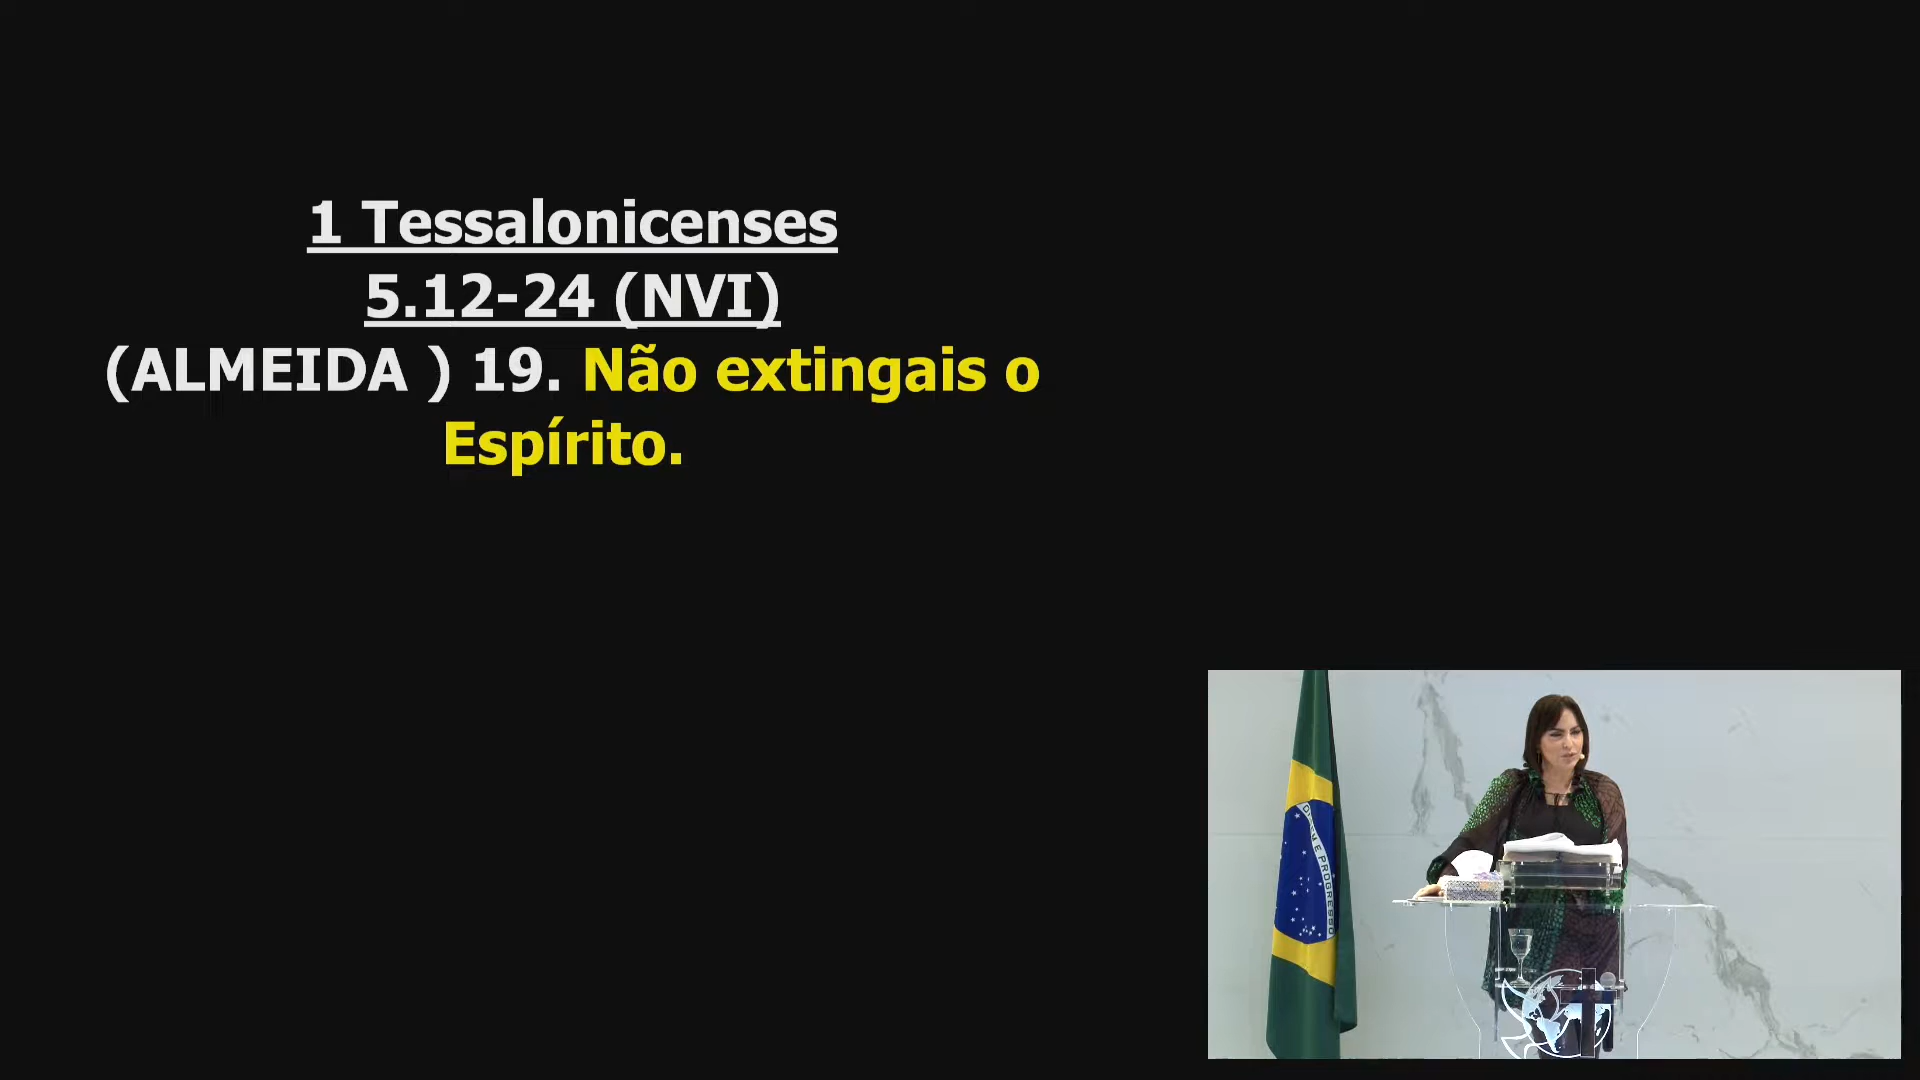 1 Tessalonicenses
5.12-24 (NVI)
(ALMEIDA ) 19. Não extingais o
Espírito.